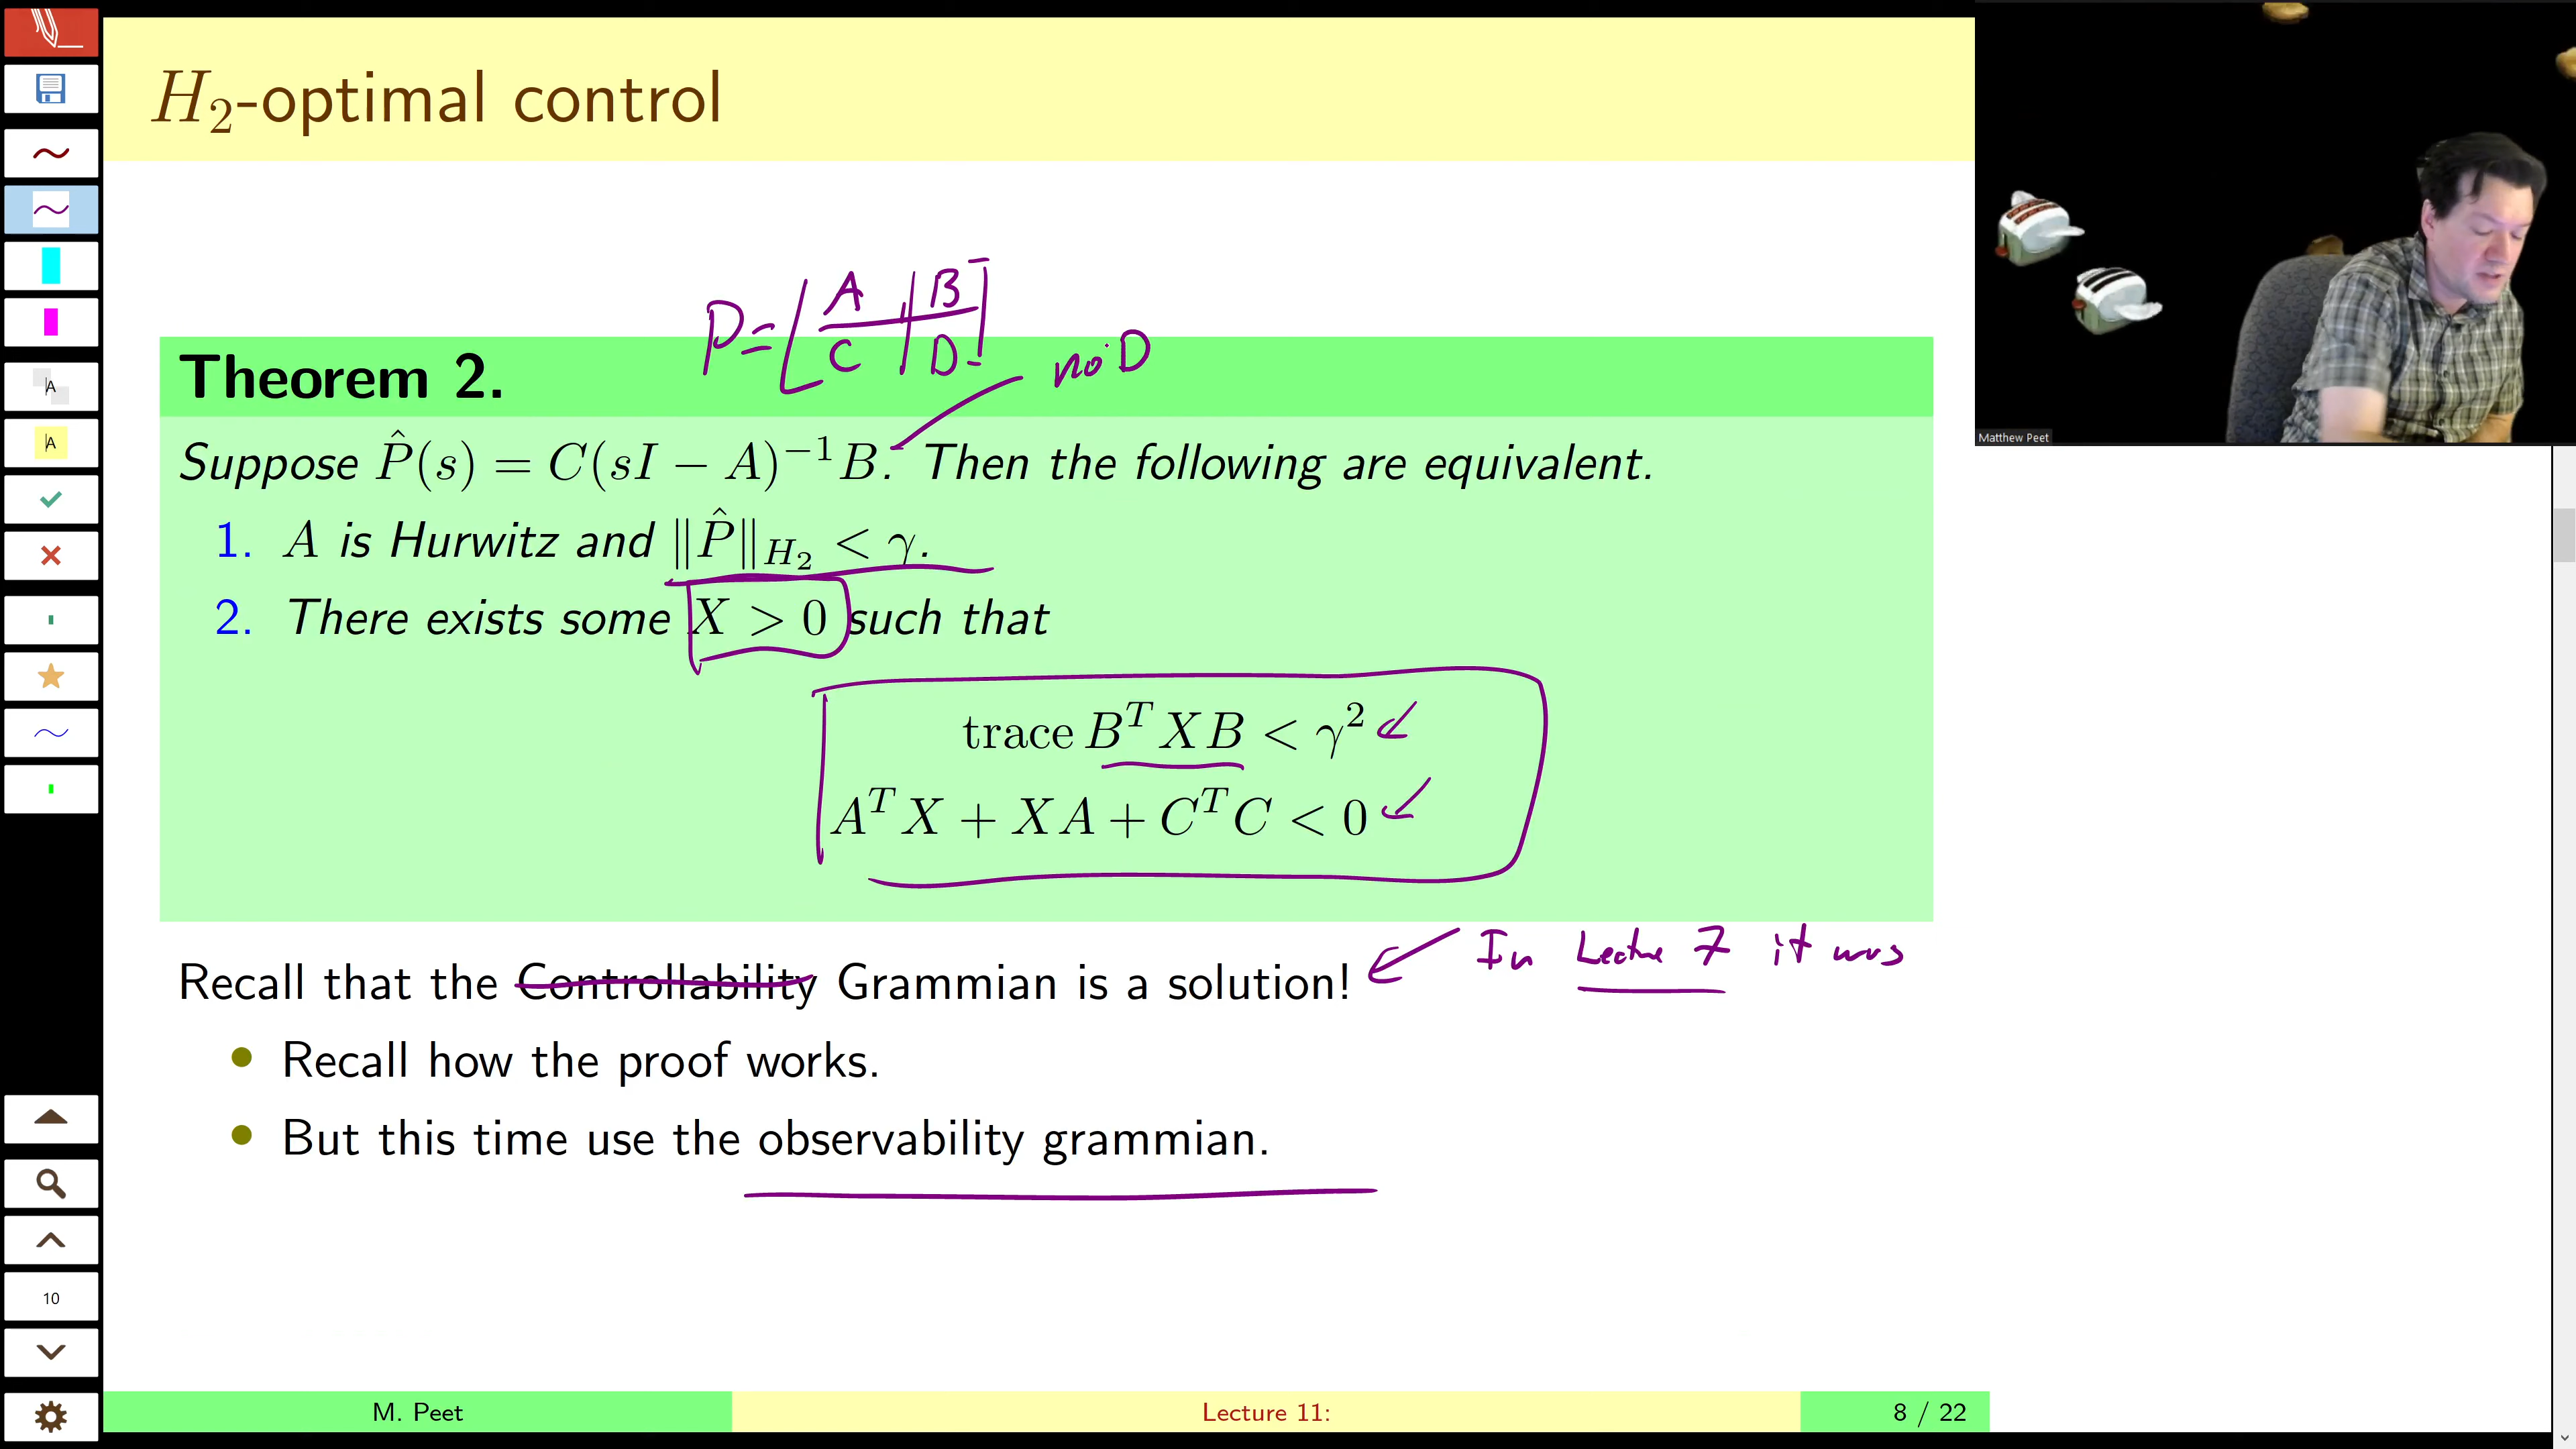 H₂-optimal control
P = [A | B
C | D]
no D
Theorem 2.
Suppose P̂(s) = C(sI − A)⁻¹B. Then the following are equivalent.
1. A is Hurwitz and ‖P̂‖_{H₂} < γ.
2. There exists some X > 0 such that
trace BᵀXB < γ²
AᵀX + XA + CᵀC < 0
In Lecture 7 it was
Recall that the Controllability Grammian is a solution!
• Recall how the proof works.
• But this time use the observability grammian.
M. Peet
Lecture 11:
8 / 22
Matthew Peet
A
A
10